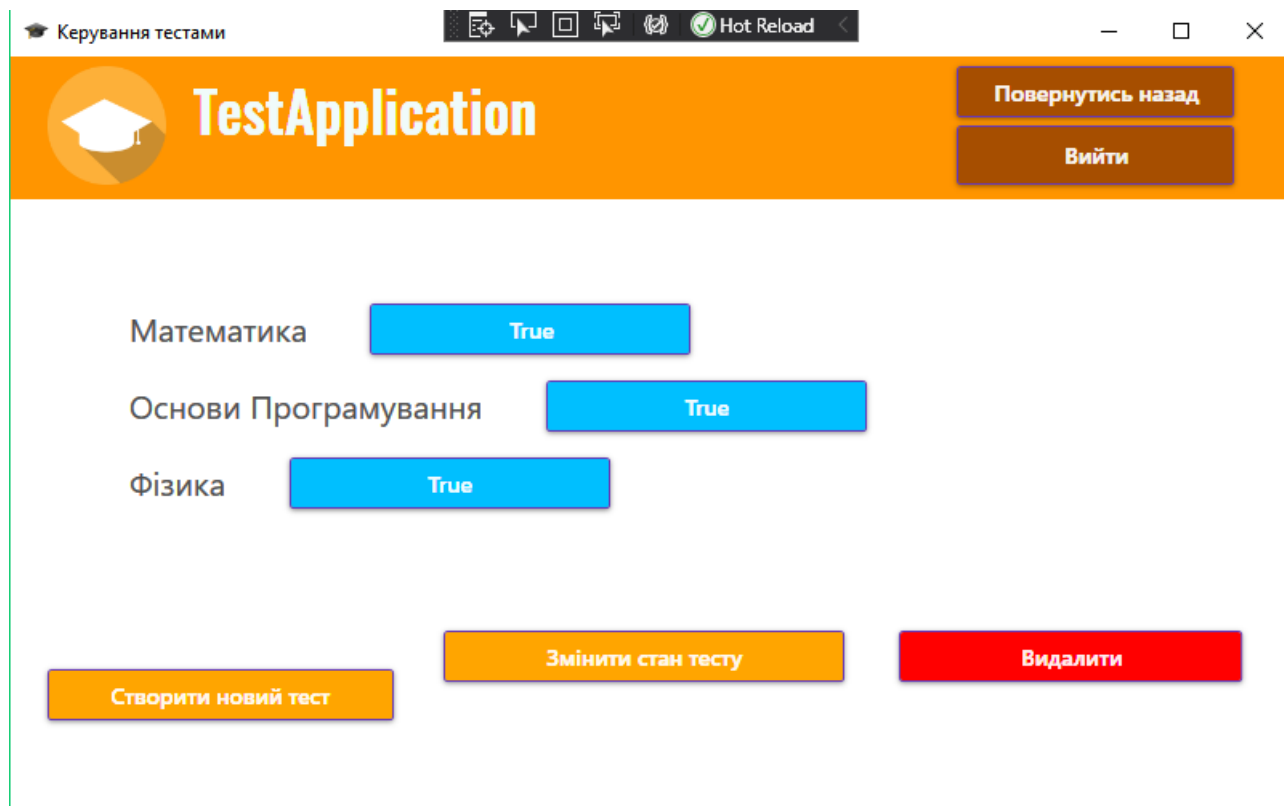 Керування тестами
Hot Reload
TestApplication
Повернутись назад
Вийти
Математика True
Основи Програмування True
Фізика True
Змінити стан тесту
Видалити
Створити новий тест